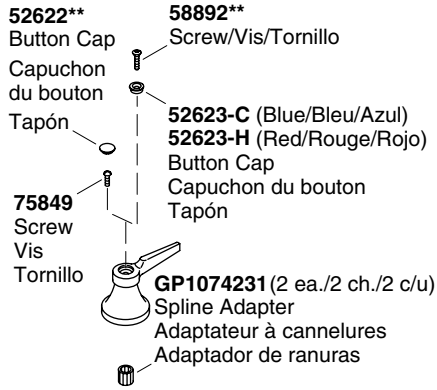 52622**
Button Cap
Capuchon
du bouton
Tapón
58892**
Screw/Vis/Tornillo
52623-C (Blue/Bleu/Azul)
52623-H (Red/Rouge/Rojo)
Button Cap
Capuchon du bouton
Tapón
75849
Screw
Vis
Tornillo
GP1074231 (2 ea./2 ch./2 c/u)
Spline Adapter
Adaptateur à cannelures
Adaptador de ranuras